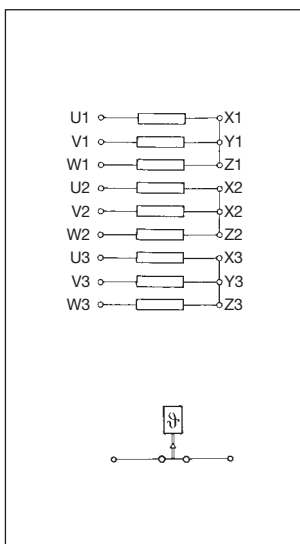 U1 X1
V1 Y1
W1 Z1
U2 X2
V2 X2
W2 Z2
U3 X3
V3 Y3
W3 Z3
ϑ